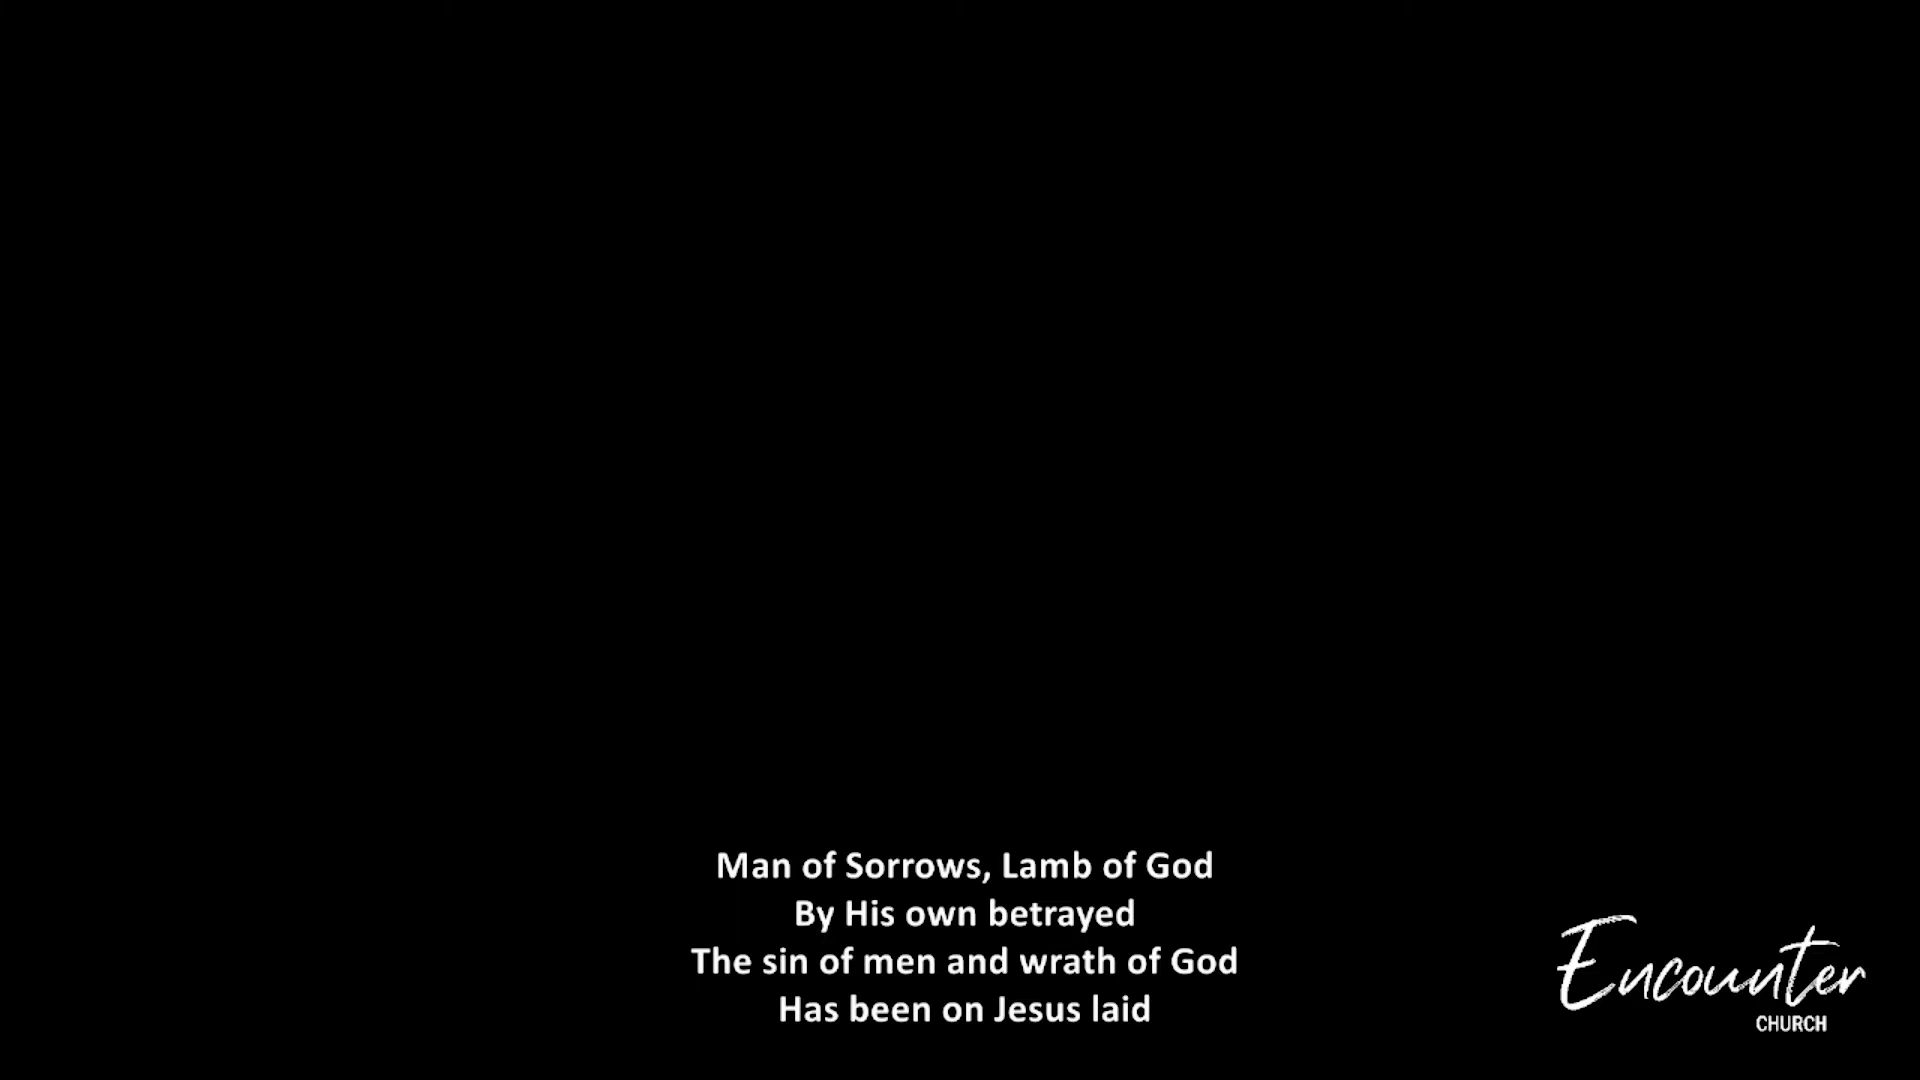 Man of Sorrows, Lamb of God
By His own betrayed
The sin of men and wrath of God
Has been on Jesus laid
Encounter
CHURCH